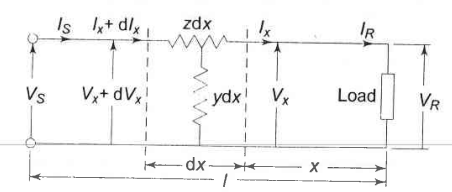 I_S I_x + dI_x zdx I_x I_R
V_S V_x + dV_x ydx V_x Load V_R
dx x
l